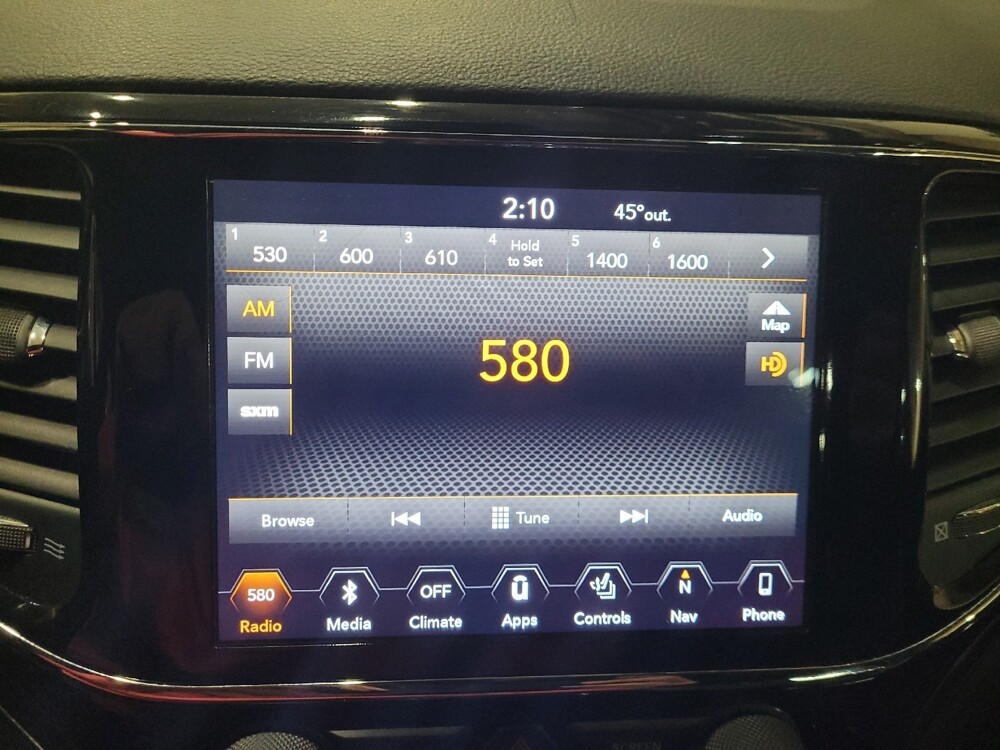 2:10 45°out.
1 530 2 600 3 610 4 Hold to Set 5 1400 6 1600
AM
Map
580
FM
HD
sxm
Browse Tune Audio
580 OFF N
Radio Media Climate Apps Controls Nav Phone